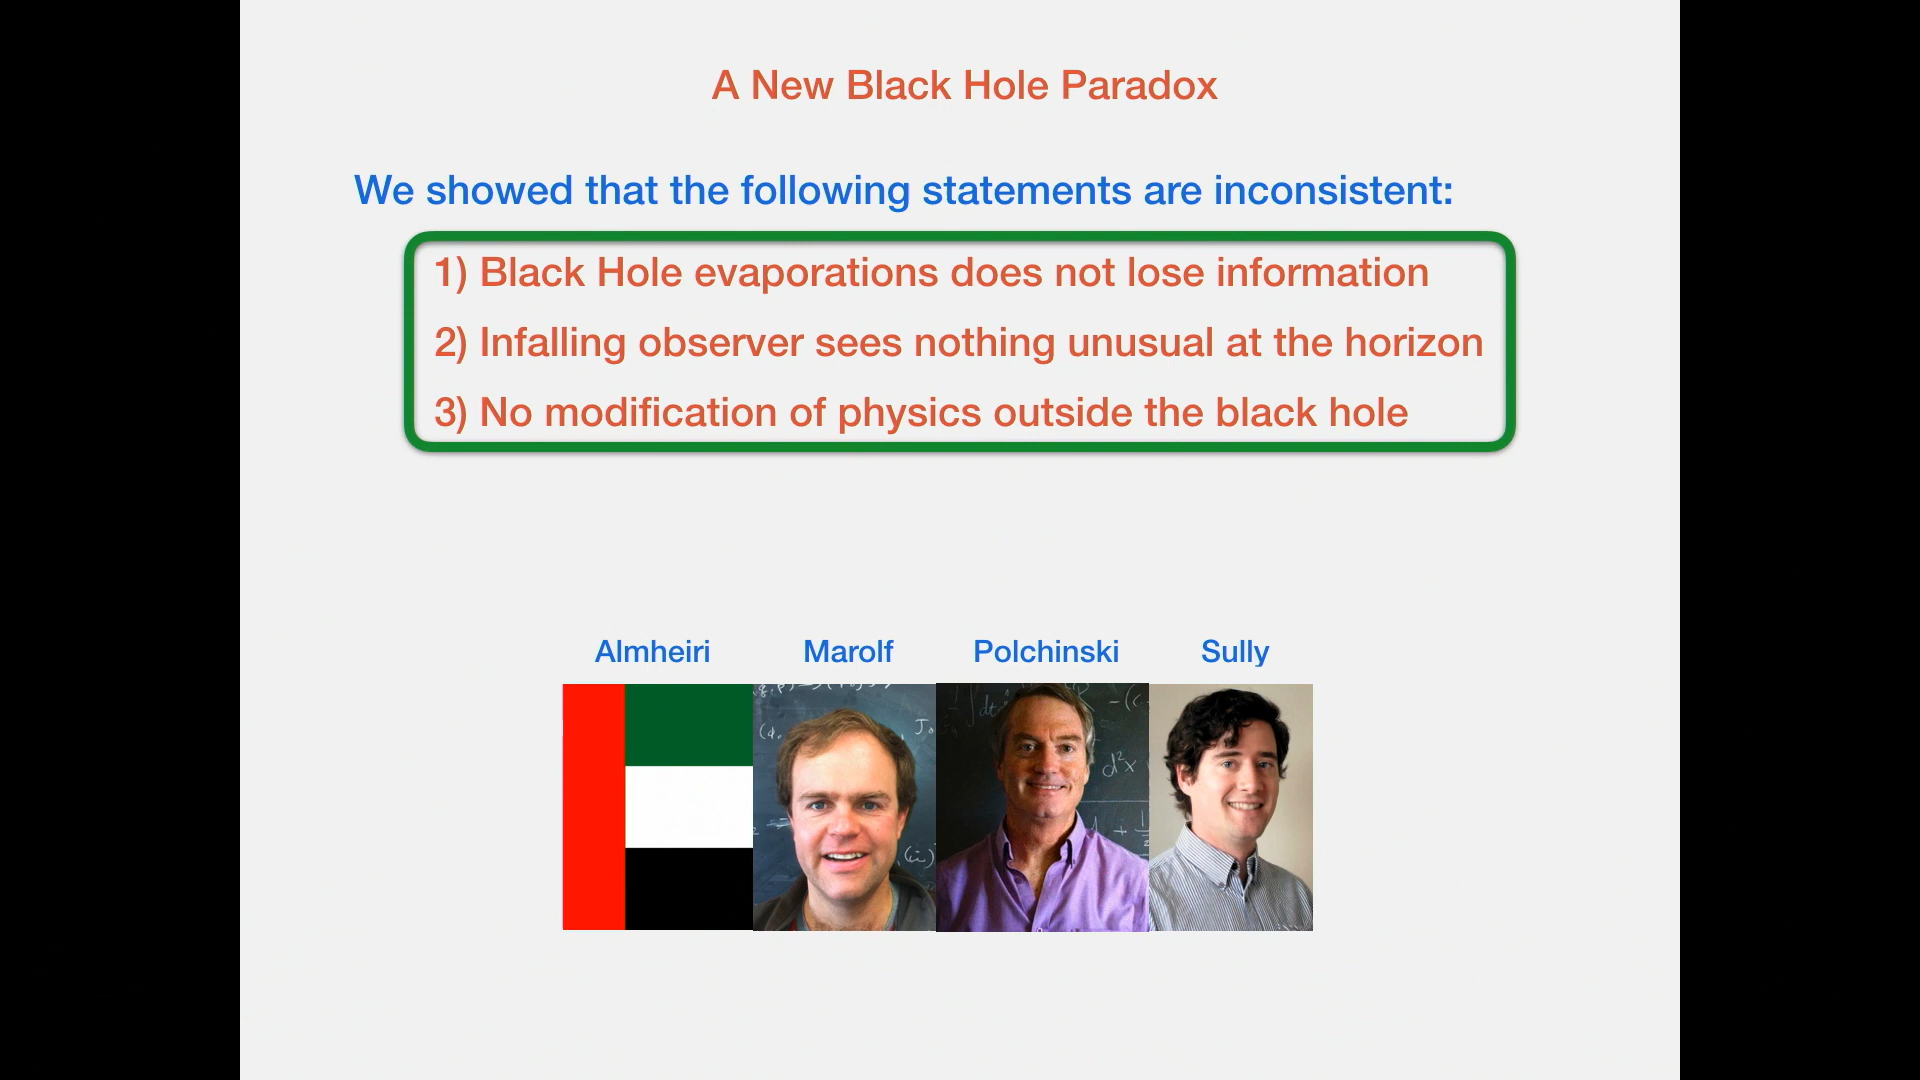 A New Black Hole Paradox
We showed that the following statements are inconsistent:
1) Black Hole evaporations does not lose information
2) Infalling observer sees nothing unusual at the horizon
3) No modification of physics outside the black hole
Almheiri Marolf Polchinski Sully